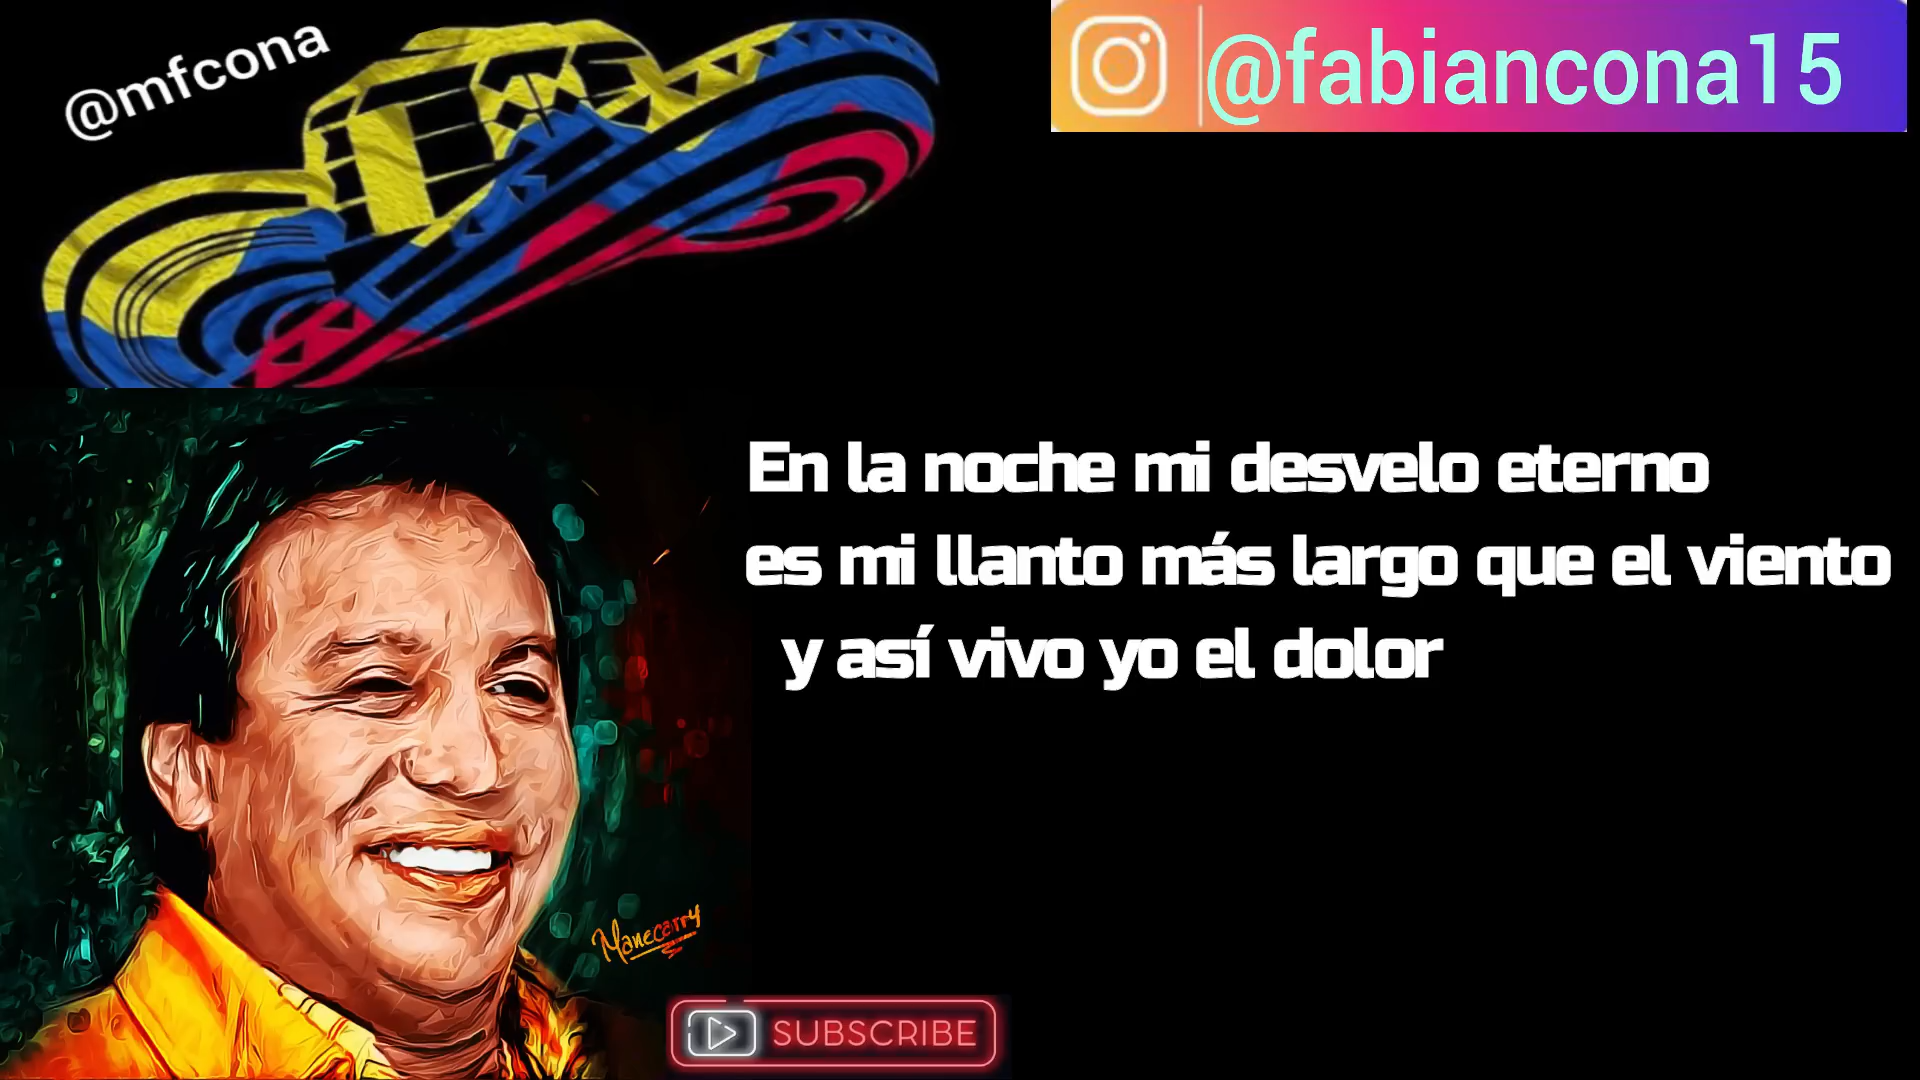 @mfcona
@fabiancona15
En la noche mi desvelo eterno
es mi llanto más largo que el viento
y así vivo yo el dolor
Manecarry
SUBSCRIBE